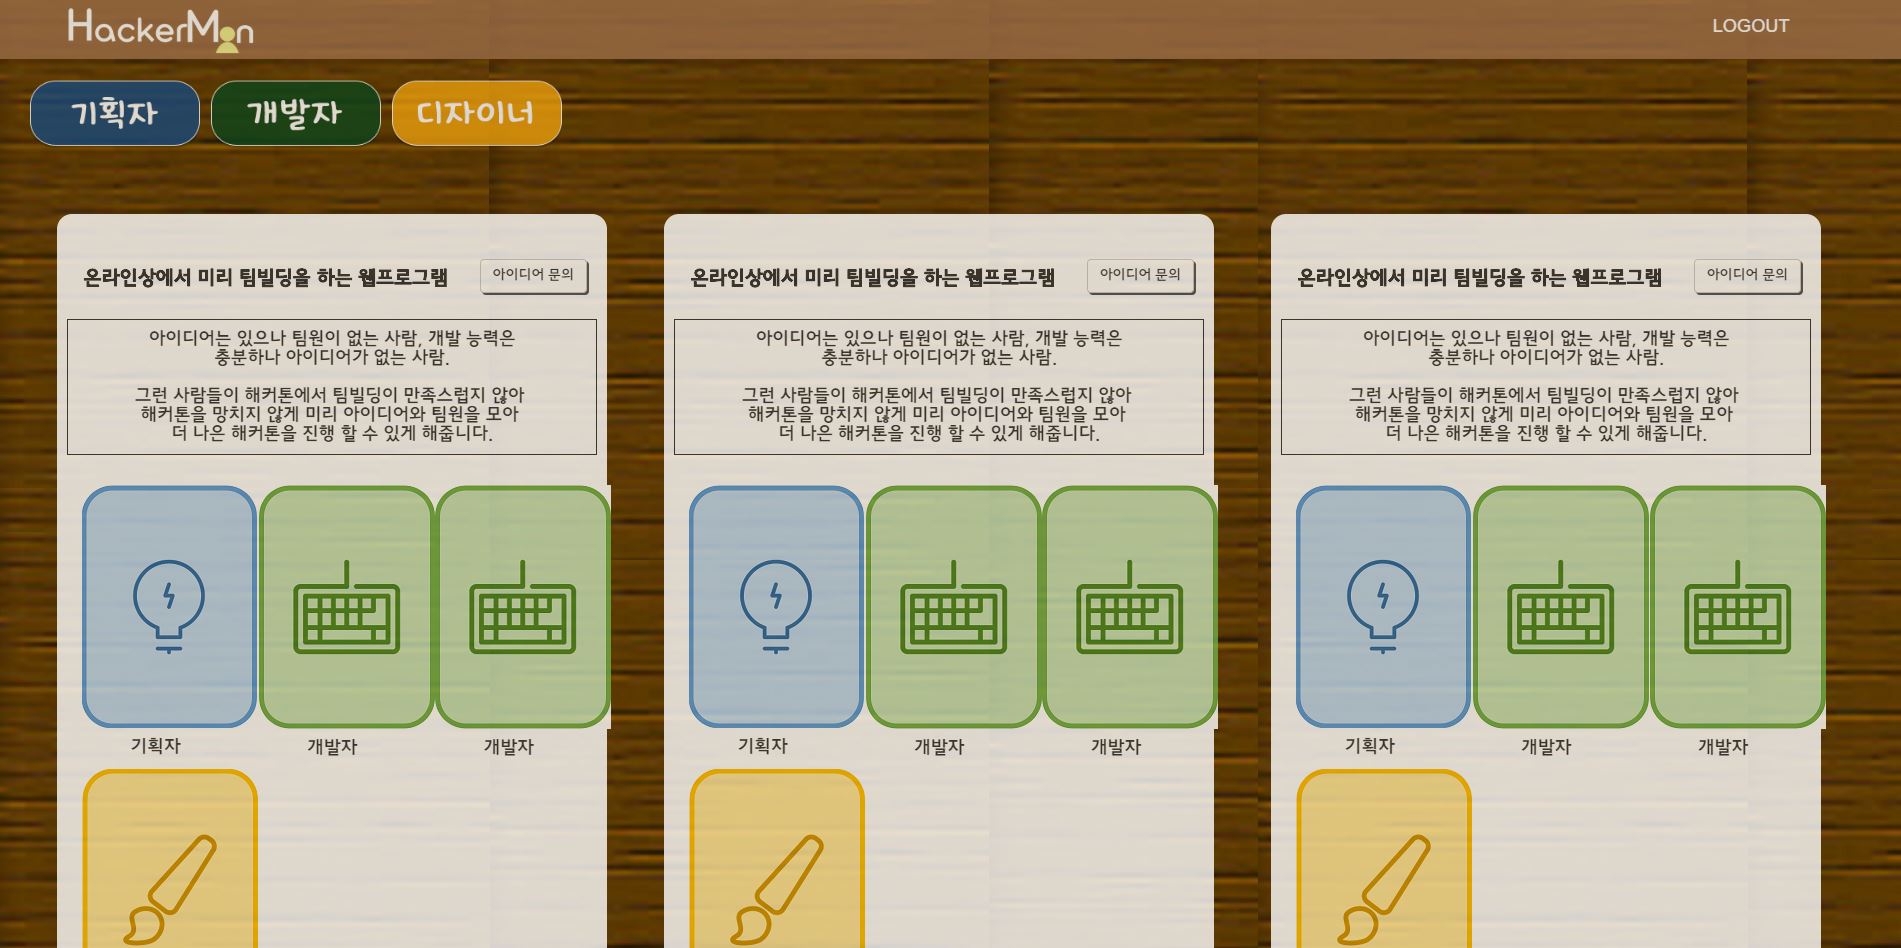 HackerMon
LOGOUT
기획자
개발자
디자이너
온라인상에서 미리 팀빌딩을 하는 웹프로그램
아이디어 문의
아이디어는 있으나 팀원이 없는 사람, 개발 능력은
충분하나 아이디어가 없는 사람.
그런 사람들이 해커톤에서 팀빌딩이 만족스럽지 않아
해커톤을 망치지 않게 미리 아이디어와 팀원을 모아
더 나은 해커톤을 진행 할 수 있게 해줍니다.
기획자
개발자
개발자
온라인상에서 미리 팀빌딩을 하는 웹프로그램
아이디어 문의
아이디어는 있으나 팀원이 없는 사람, 개발 능력은
충분하나 아이디어가 없는 사람.
그런 사람들이 해커톤에서 팀빌딩이 만족스럽지 않아
해커톤을 망치지 않게 미리 아이디어와 팀원을 모아
더 나은 해커톤을 진행 할 수 있게 해줍니다.
기획자
개발자
개발자
온라인상에서 미리 팀빌딩을 하는 웹프로그램
아이디어 문의
아이디어는 있으나 팀원이 없는 사람, 개발 능력은
충분하나 아이디어가 없는 사람.
그런 사람들이 해커톤에서 팀빌딩이 만족스럽지 않아
해커톤을 망치지 않게 미리 아이디어와 팀원을 모아
더 나은 해커톤을 진행 할 수 있게 해줍니다.
기획자
개발자
개발자